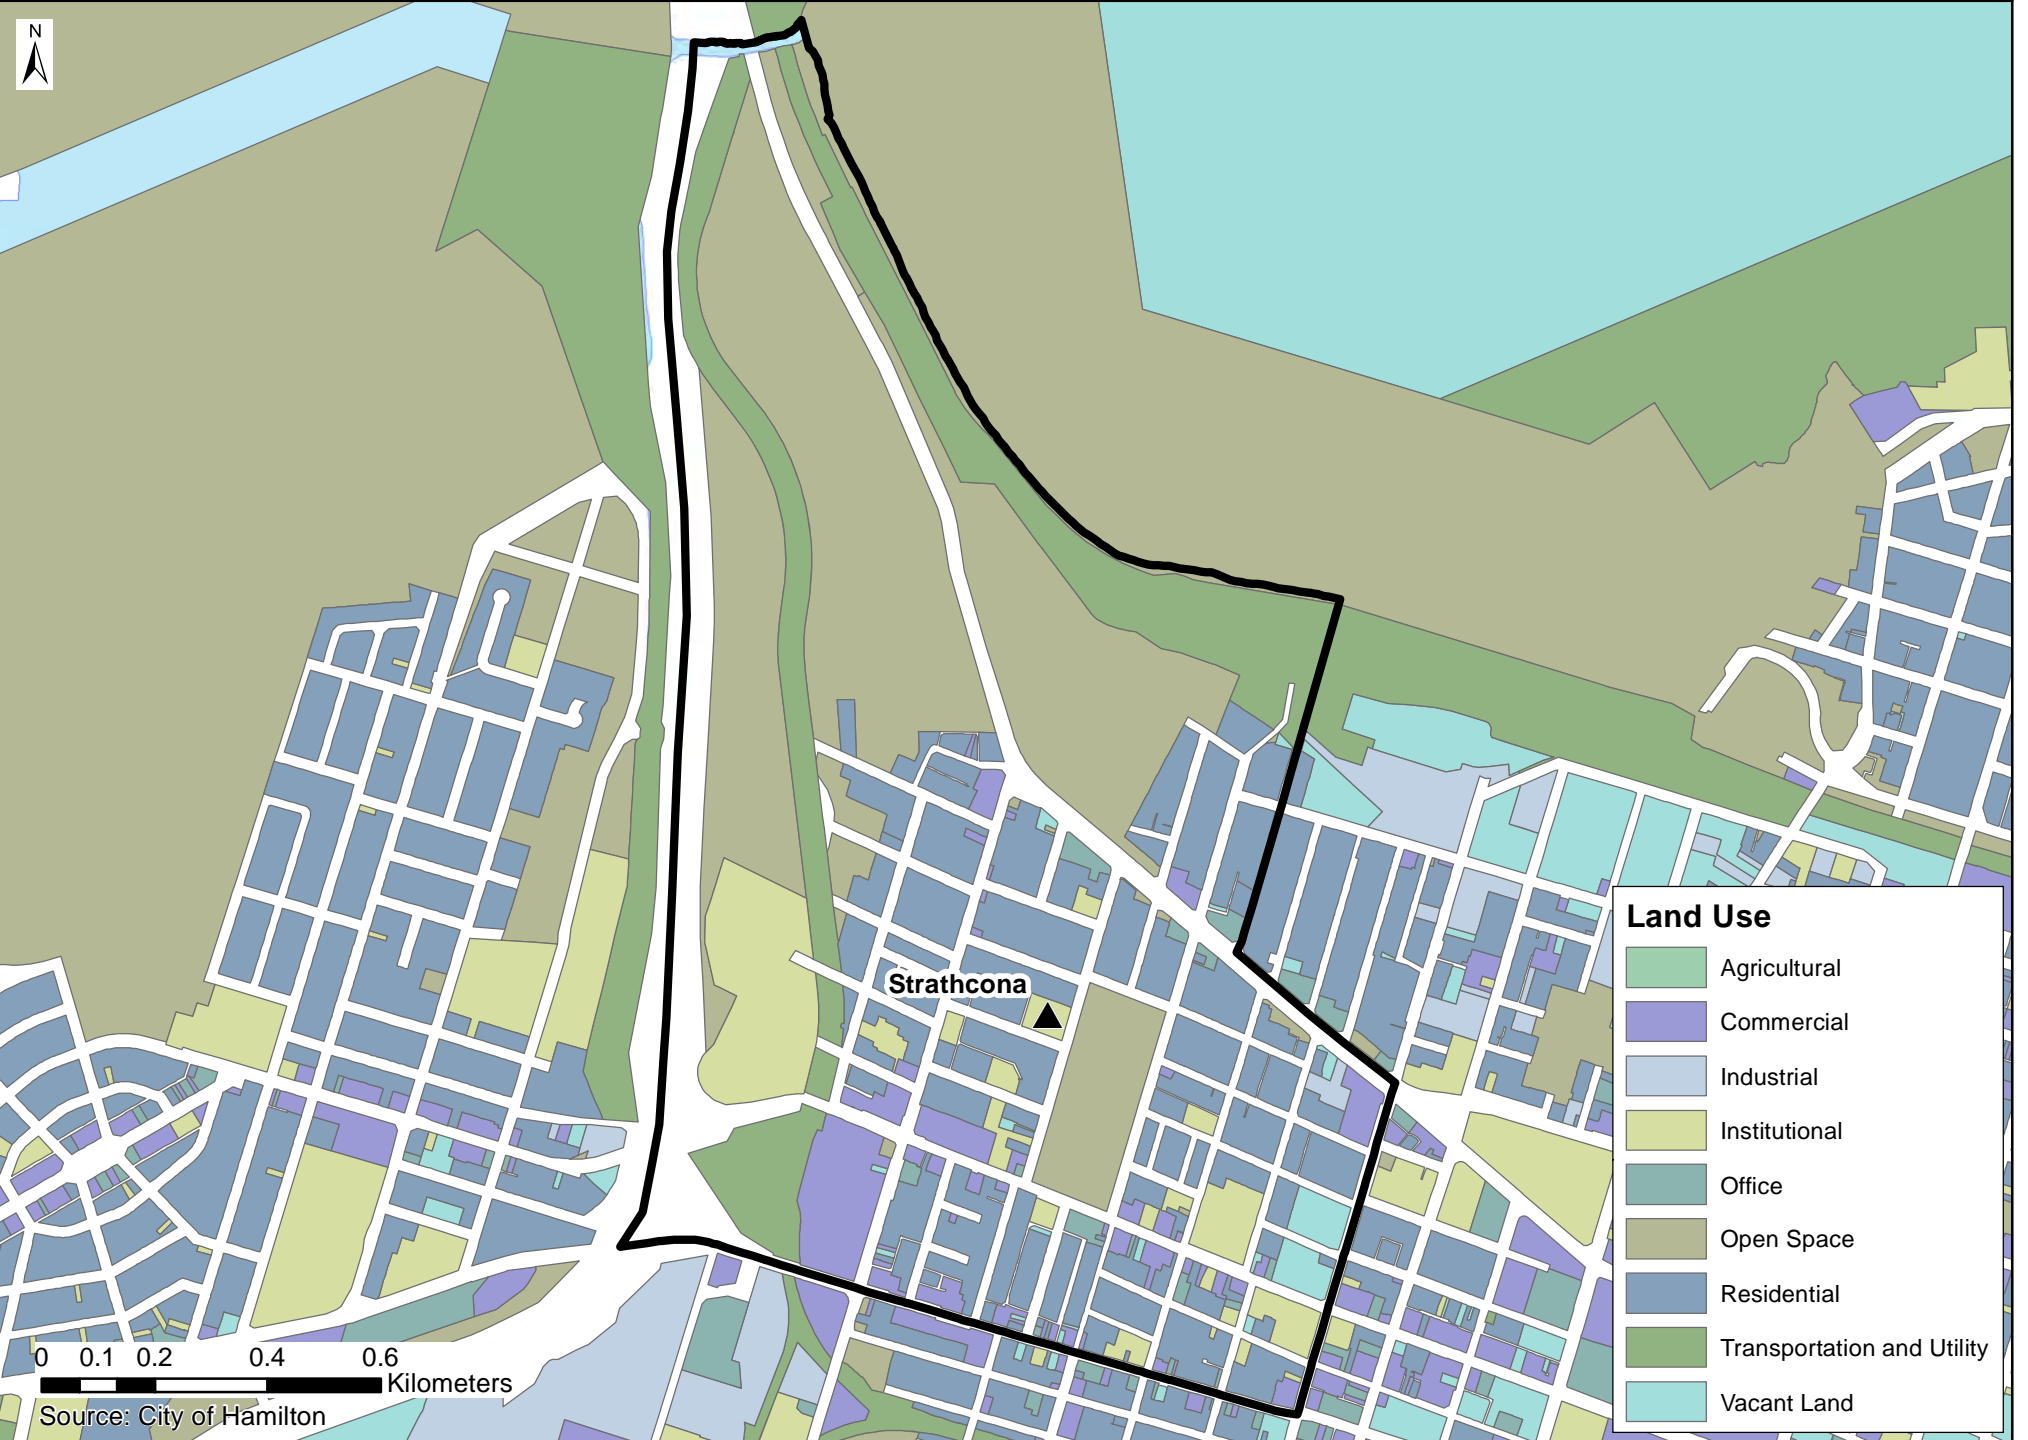 N
Strathcona
Land Use
Agricultural
Commercial
Industrial
Institutional
Office
Open Space
Residential
Transportation and Utility
Vacant Land
0 0.1 0.2 0.4 0.6
Kilometers
Source: City of Hamilton